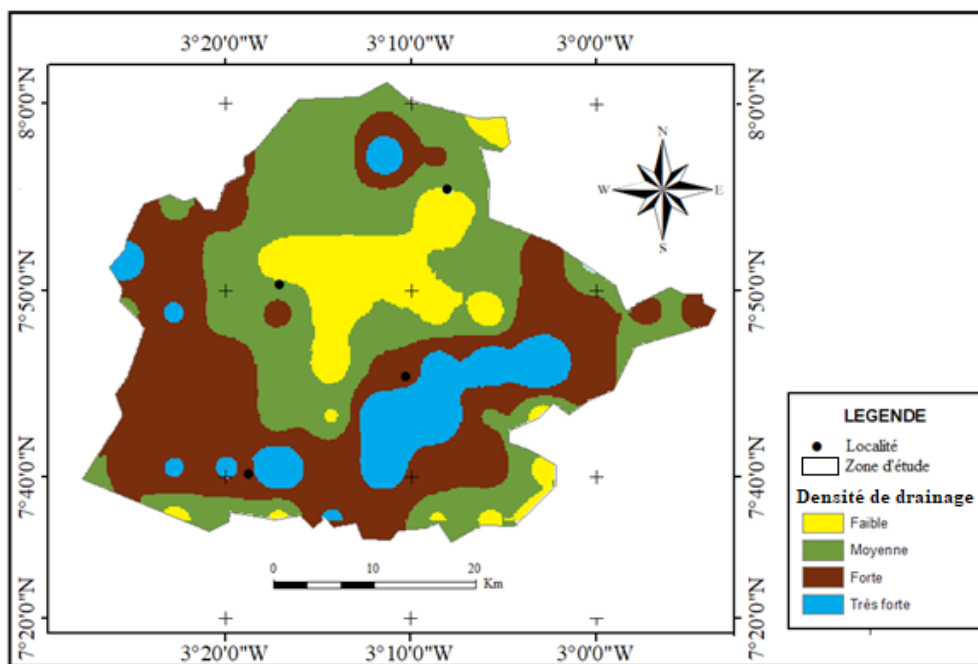 3°20'0"W 3°10'0"W 3°0'0"W
8°0'0"N 8°0'0"N
N
W E
S
7°50'0"N 7°50'0"N
7°40'0"N 7°40'0"N
7°20'0"N 7°20'0"N
0 10 20
Km
3°20'0"W 3°10'0"W 3°0'0"W
LEGENDE
Localité
Zone d'étude
Densité de drainage
Faible
Moyenne
Forte
Très forte